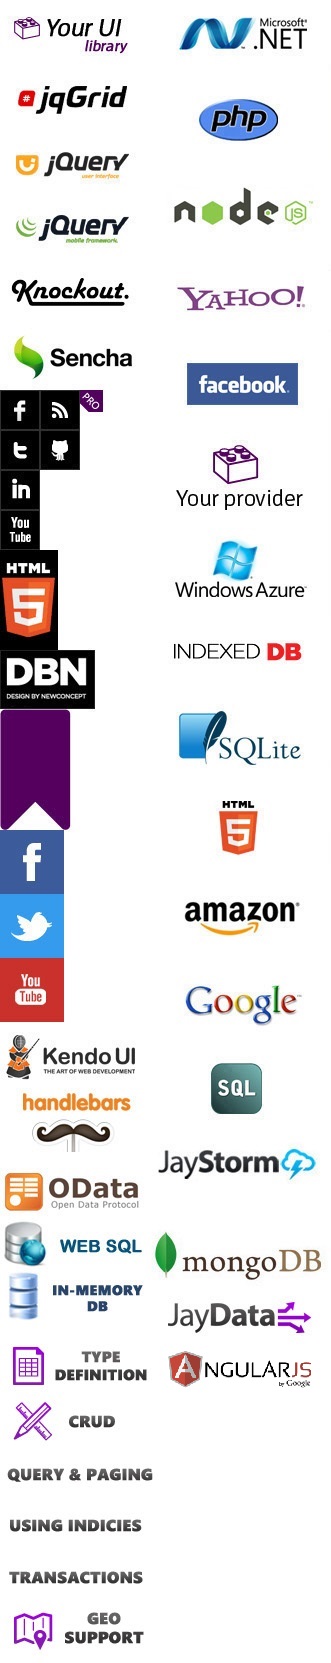 Your UI
library
jqGrid
jQuery
user interface
jQuery
mobile framework.
Knockout.
Sencha
f
PRO
t
in
You
Tube
HTML
5
DBN
DESIGN BY NEWCONCEPT
f
You
Tube
Kendo UI
THE ART OF WEB DEVELOPMENT
handlebars
OData
Open Data Protocol
WEB SQL
IN-MEMORY
DB
TYPE
DEFINITION
CRUD
QUERY & PAGING
USING INDICIES
TRANSACTIONS
GEO
SUPPORT
Microsoft®
.NET
php
node
JS
YAHOO!
facebook
Your provider
Windows Azure
INDEXED DB
SQLite
HTML
5
amazon
Google
SQL
JayStorm
mongoDB
JayData
ANGULARJS
by Google